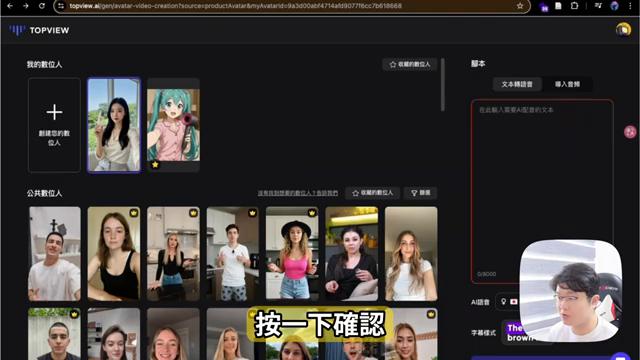 topview.ai/gen/avatar-video-creation?source=productAvatar&myAvatarId=9a3d00abf4714afd9077f6cc7b618668
TOPVIEW
我的數位人
收藏的數位人
創建您的數
位人
公共數位人
沒有找到想要的數位人?告訴我們
收藏的數位人
篩選
腳本
文本轉語音
導入音頻
在此輸入需要AI配音的文本
0/8000
AI語音
字幕樣式
The
brown
按一下確認